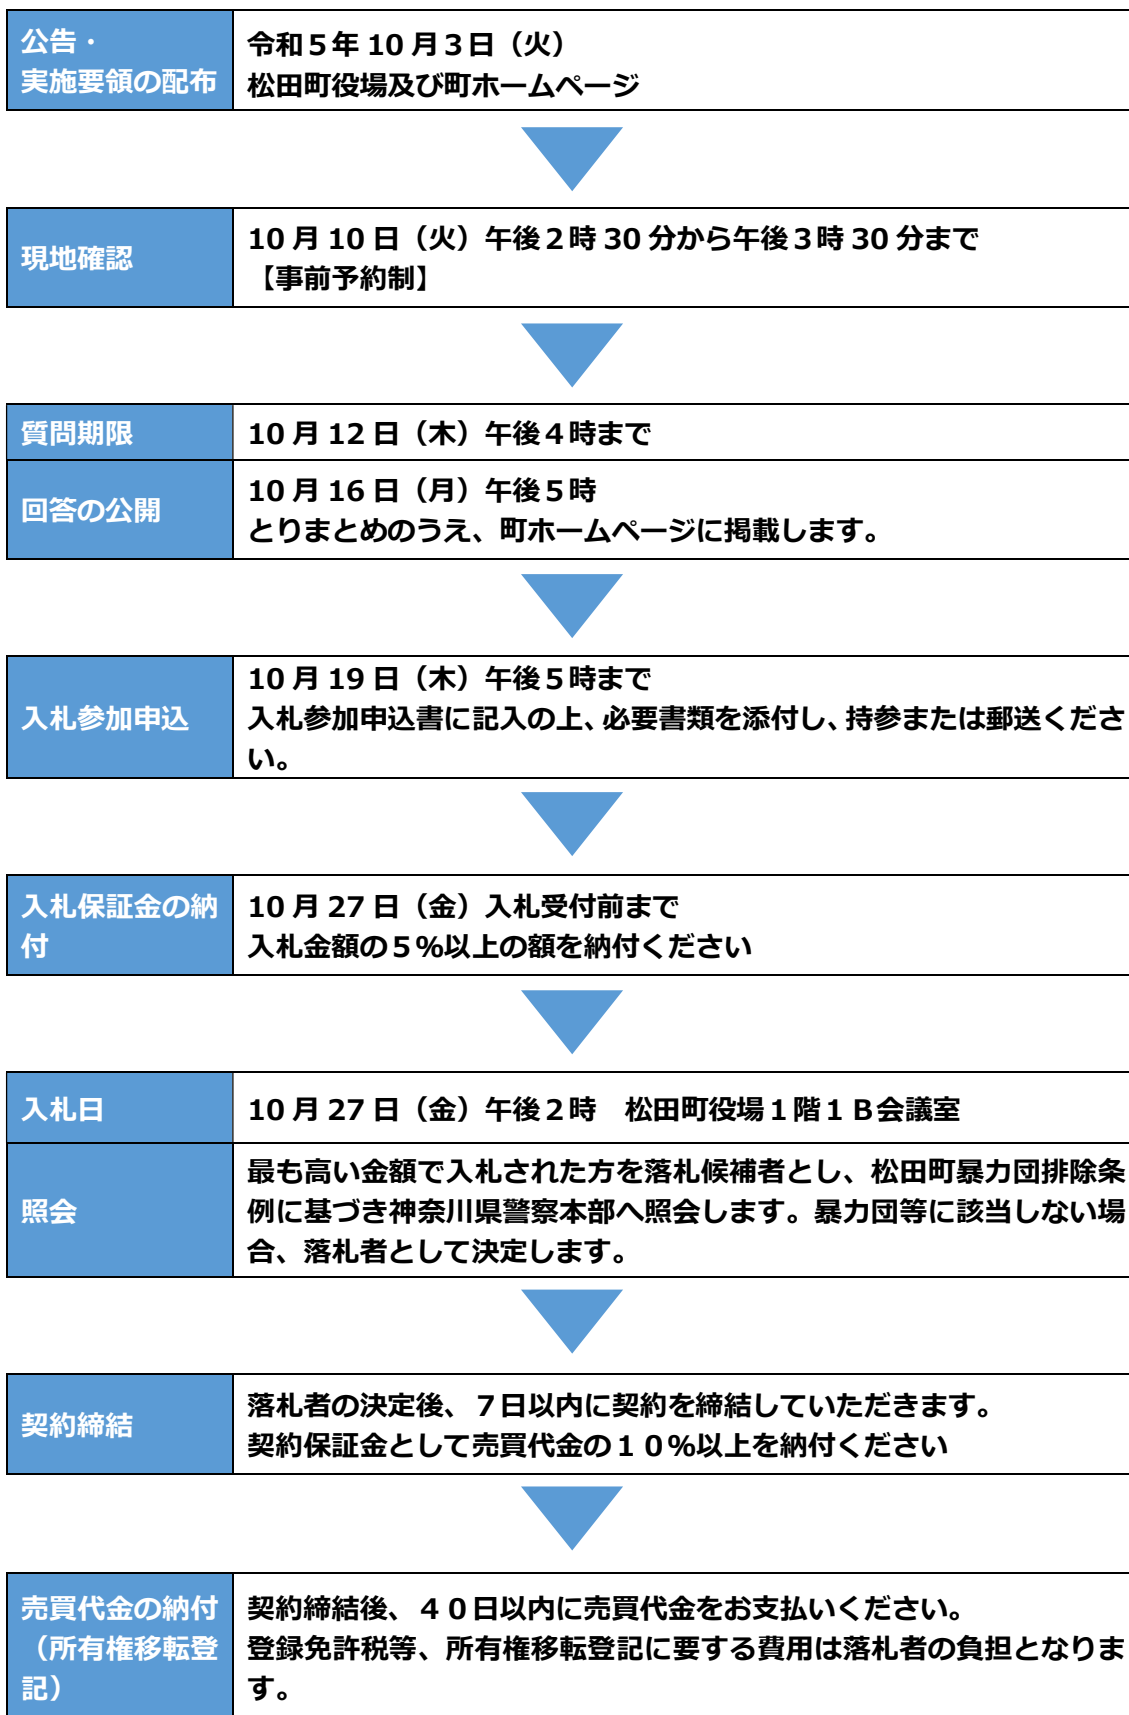 公告・
実施要領の配布
令和５年 10 月３日（火）
松田町役場及び町ホームページ
現地確認
10 月 10 日（火）午後２時 30 分から午後３時 30 分まで
【事前予約制】
質問期限
10 月 12 日（木）午後４時まで
回答の公開
10 月 16 日（月）午後５時
とりまとめのうえ、町ホームページに掲載します。
入札参加申込
10 月 19 日（木）午後５時まで
入札参加申込書に記入の上、必要書類を添付し、持参または郵送くださ
い。
入札保証金の納
付
10 月 27 日（金）入札受付前まで
入札金額の５%以上の額を納付ください
入札日
10 月 27 日（金）午後２時　松田町役場１階１Ｂ会議室
照会
最も高い金額で入札された方を落札候補者とし、松田町暴力団排除条
例に基づき神奈川県警察本部へ照会します。暴力団等に該当しない場
合、落札者として決定します。
契約締結
落札者の決定後、７日以内に契約を締結していただきます。
契約保証金として売買代金の１０%以上を納付ください
売買代金の納付
（所有権移転登
記）
契約締結後、４０日以内に売買代金をお支払いください。
登録免許税等、所有権移転登記に要する費用は落札者の負担となりま
す。